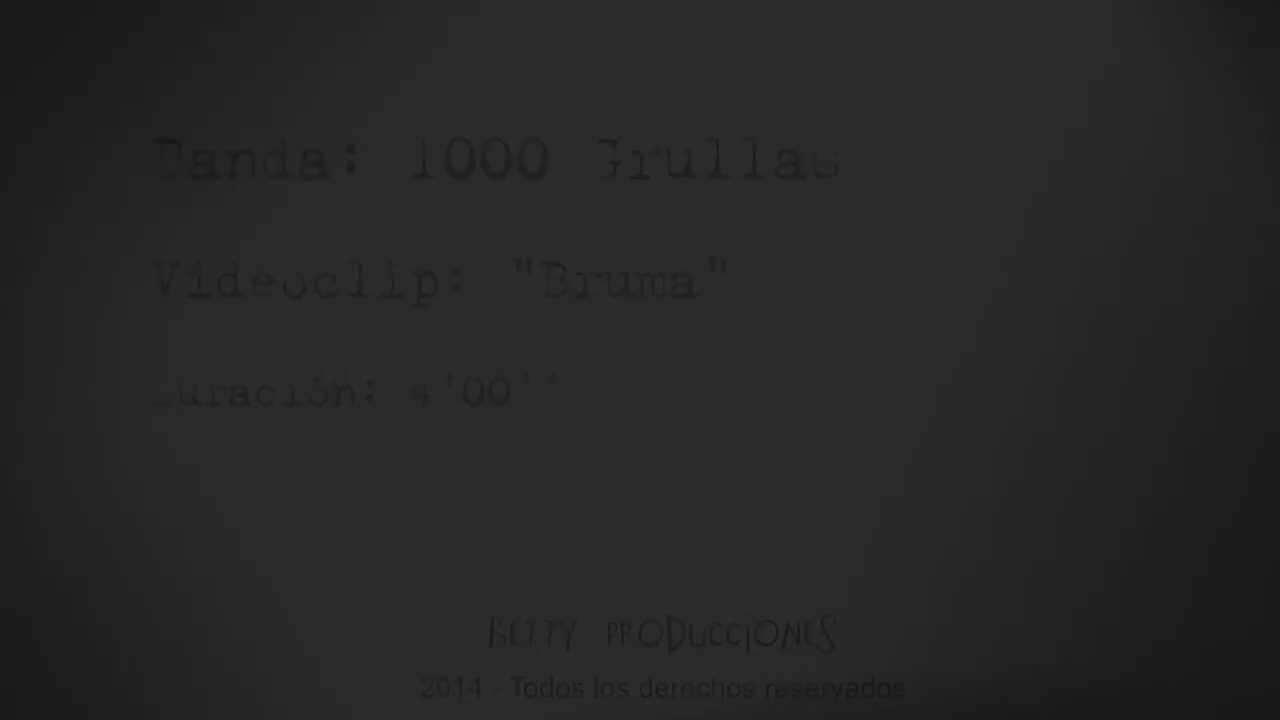 Banda: 1000 Grullas
Videoclip: "Bruma"
Duración: 4'00''
BETTY PRODUCCIONES
2014 - Todos los derechos reservados